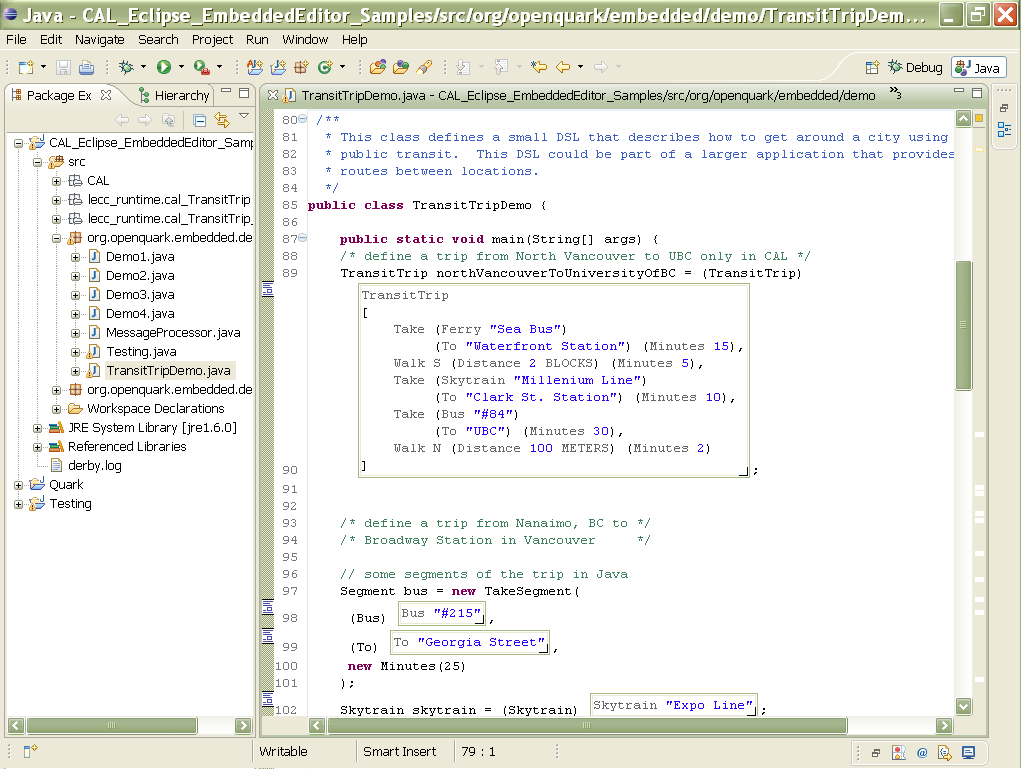 Java - CAL_Eclipse_EmbeddedEditor_Samples/src/org/openquark/embedded/demo/TransitTripDem...
File Edit Navigate Search Project Run Window Help
Debug Java
Package Ex Hierarchy
CAL_Eclipse_EmbeddedEditor_Samp
src
CAL
lecc_runtime.cal_TransitTrip
lecc_runtime.cal_TransitTrip_
org.openquark.embedded.de
Demo1.java
Demo2.java
Demo3.java
Demo4.java
MessageProcessor.java
Testing.java
TransitTripDemo.java
org.openquark.embedded.de
Workspace Declarations
JRE System Library [jre1.6.0]
Referenced Libraries
derby.log
Quark
Testing
TransitTripDemo.java - CAL_Eclipse_EmbeddedEditor_Samples/src/org/openquark/embedded/demo »3
80 /**
81 * This class defines a small DSL that describes how to get around a city using
82 * public transit. This DSL could be part of a larger application that provides
83 * routes between locations.
84 */
85 public class TransitTripDemo {
86
87 public static void main(String[] args) {
88 /* define a trip from North Vancouver to UBC only in CAL */
89 TransitTrip northVancouverToUniversityOfBC = (TransitTrip)
TransitTrip
[
Take (Ferry "Sea Bus")
(To "Waterfront Station") (Minutes 15),
Walk S (Distance 2 BLOCKS) (Minutes 5),
Take (Skytrain "Millenium Line")
(To "Clark St. Station") (Minutes 10),
Take (Bus "#84")
(To "UBC") (Minutes 30),
Walk N (Distance 100 METERS) (Minutes 2)
]
90 ;
91
92
93 /* define a trip from Nanaimo, BC to */
94 /* Broadway Station in Vancouver */
95
96 // some segments of the trip in Java
97 Segment bus = new TakeSegment(
98 (Bus) Bus "#215" ,
99 (To) To "Georgia Street" ,
100 new Minutes(25)
101 );
102 Skytrain skytrain = (Skytrain) Skytrain "Expo Line" ;
Writable Smart Insert 79 : 1